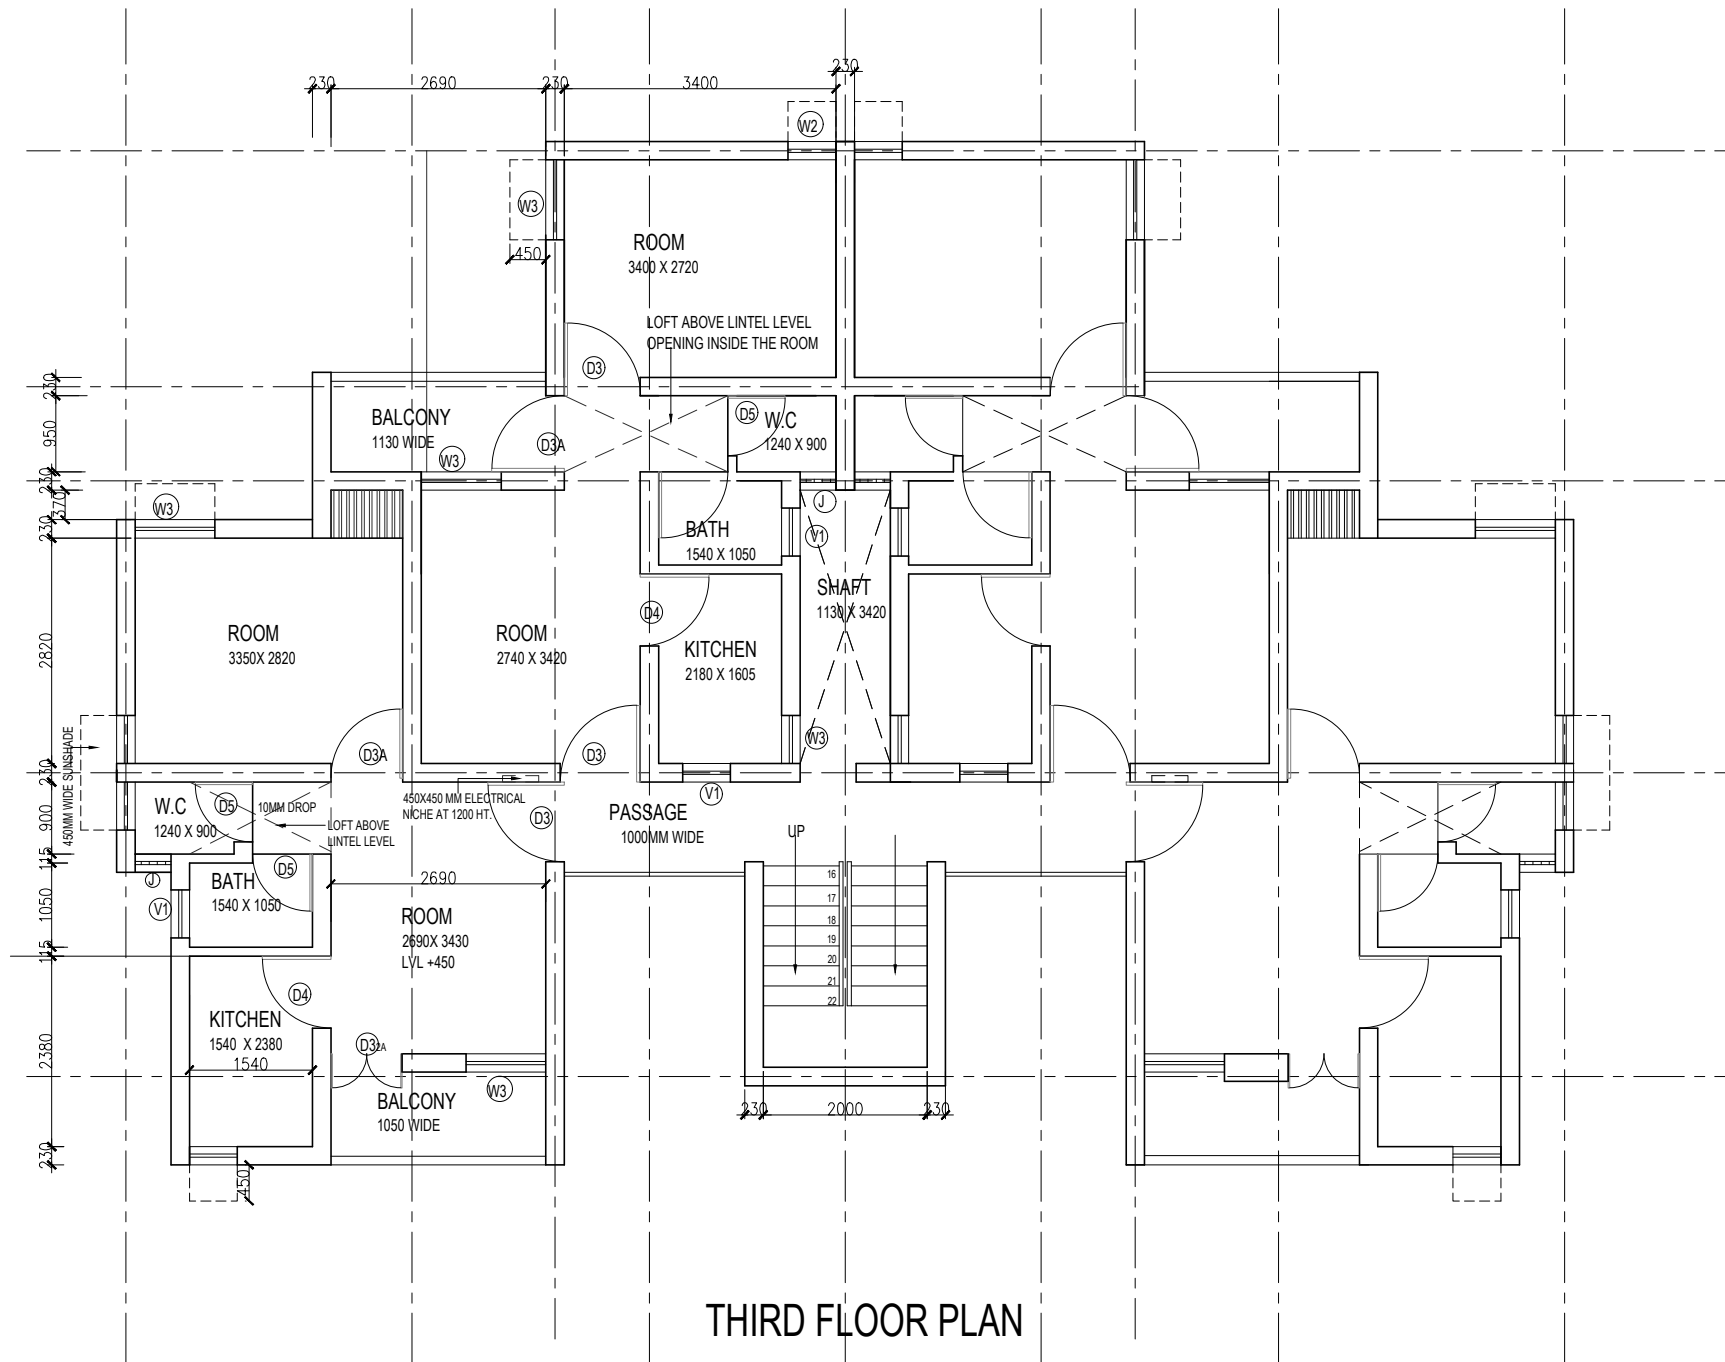 230
230
2690
230
3400
W2
W3
450
ROOM
3400 X 2720
LOFT ABOVE LINTEL LEVEL
OPENING INSIDE THE ROOM
D3
230
950
230
370
230
BALCONY
1130 WIDE
W3
D3A
D5
W.C
1240 X 900
W3
J
V1
BATH
1540 X 1050
SHAFT
1130 X 3420
D4
ROOM
3350X 2820
ROOM
2740 X 3420
KITCHEN
2180 X 1605
2820
450MM WIDE SUNSHADE
D3A
D3
W3
230
V1
W.C
1240 X 900
D5
10MM DROP
LOFT ABOVE
LINTEL LEVEL
450X450 MM ELECTRICAL
NICHE AT 1200 HT.
D3
PASSAGE
1000MM WIDE
UP
900
115
J
V1
BATH
1540 X 1050
D5
2690
1050
115
ROOM
2690X 3430
LVL +450
16
17
18
19
20
21
22
D4
KITCHEN
1540 X 2380
1540
D32A
2380
BALCONY
1050 WIDE
W3
230
2000
230
230
450
THIRD FLOOR PLAN